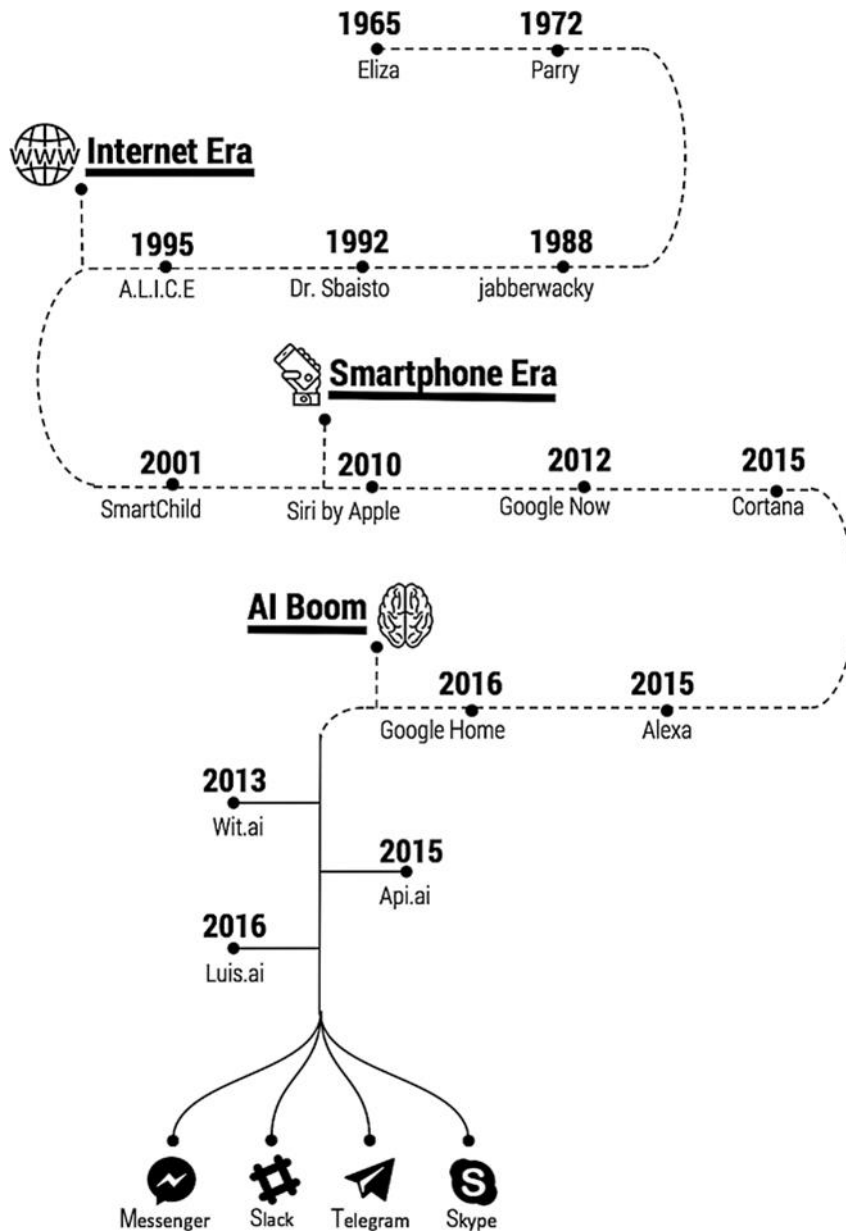 1965
Eliza
1972
Parry
WWW
Internet Era
1995
A.L.I.C.E
1992
Dr. Sbaisto
1988
jabberwacky
Smartphone Era
2001
SmartChild
2010
Siri by Apple
2012
Google Now
2015
Cortana
AI Boom
2016
Google Home
2015
Alexa
2013
Wit.ai
2015
Api.ai
2016
Luis.ai
Messenger
Slack
Telegram
S
Skype